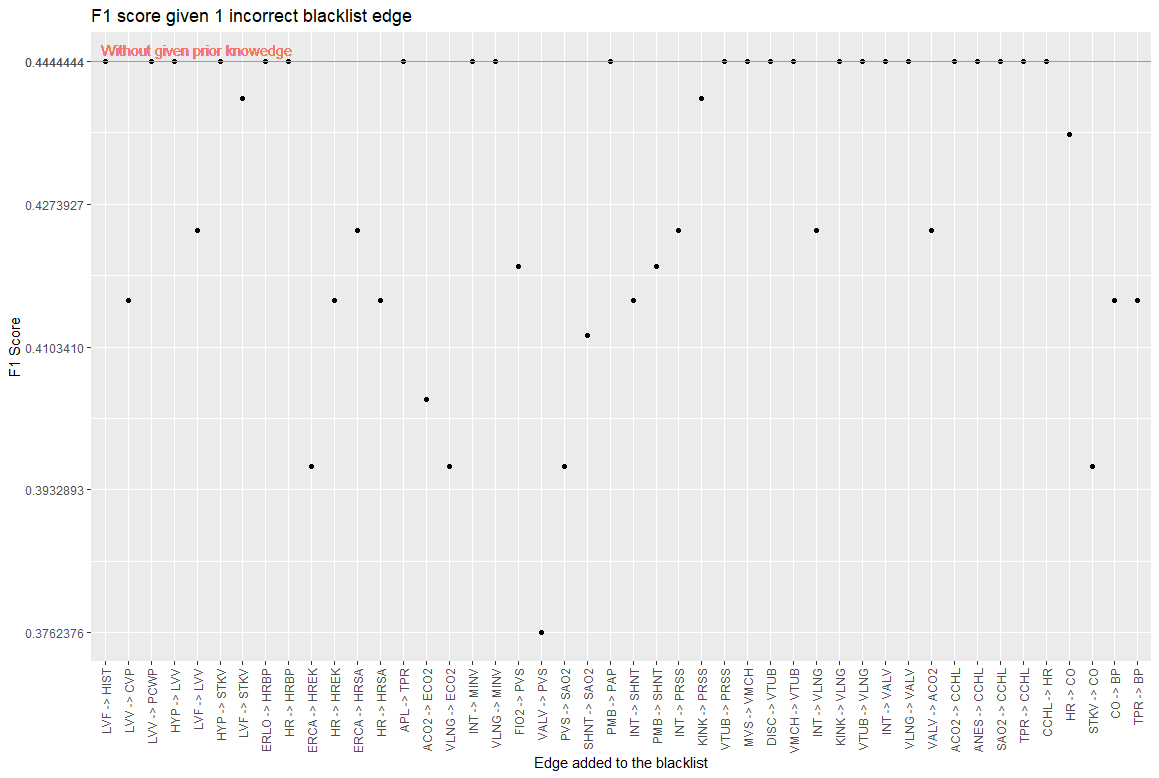 F1 score given 1 incorrect blacklist edge
Without given prior knowedge
0.4444444
0.4273927
0.4103410
0.3932893
0.3762376
F1 Score
LVF -> HIST
LVV -> CVP
LVV -> PCWP
HYP -> LVV
LVF -> LVV
HYP -> STKV
LVF -> STKV
ERLO -> HRBP
HR -> HRBP
ERCA -> HREK
HR -> HREK
ERCA -> HRSA
HR -> HRSA
APL -> TPR
ACO2 -> ECO2
VLNG -> ECO2
INT -> MINV
VLNG -> MINV
FIO2 -> PVS
VALV -> PVS
PVS -> SAO2
SHNT -> SAO2
PMB -> PAP
INT -> SHNT
PMB -> SHNT
INT -> PRSS
KINK -> PRSS
VTUB -> PRSS
MVS -> VMCH
DISC -> VTUB
VMCH -> VTUB
INT -> VLNG
KINK -> VLNG
VTUB -> VLNG
INT -> VALV
VLNG -> VALV
VALV -> ACO2
ACO2 -> CCHL
ANES -> CCHL
SAO2 -> CCHL
TPR -> CCHL
CCHL -> HR
HR -> CO
STKV -> CO
CO -> BP
TPR -> BP
Edge added to the blacklist